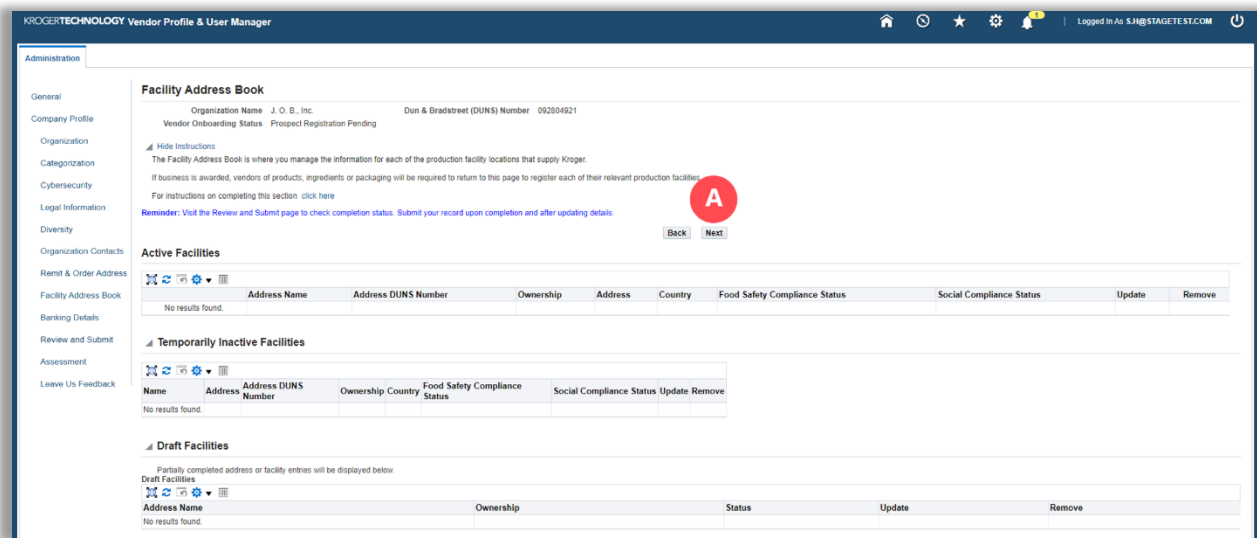 KROGERTECHNOLOGY Vendor Profile & User Manager
1
Logged In As S.H@STAGETEST.COM
Administration
General
Company Profile
Organization
Categorization
Cybersecurity
Legal Information
Diversity
Organization Contacts
Remit & Order Address
Facility Address Book
Banking Details
Review and Submit
Assessment
Leave Us Feedback
Facility Address Book
Organization Name J. O. B., Inc. Dun & Bradstreet (DUNS) Number 092804921
Vendor Onboarding Status Prospect Registration Pending
Hide Instructions
The Facility Address Book is where you manage the information for each of the production facility locations that supply Kroger.
If business is awarded, vendors of products, ingredients or packaging will be required to return to this page to register each of their relevant production facilities.
For instructions on completing this section click here
A
Reminder: Visit the Review and Submit page to check completion status. Submit your record upon completion and after updating details.
Back Next
Active Facilities
Address Name Address DUNS Number Ownership Address Country Food Safety Compliance Status Social Compliance Status Update Remove
No results found.
Temporarily Inactive Facilities
Name Address Address DUNS Number Ownership Country Food Safety Compliance Status Social Compliance Status Update Remove
No results found.
Draft Facilities
Partially completed address or facility entries will be displayed below.
Draft Facilities
Address Name Ownership Status Update Remove
No results found.